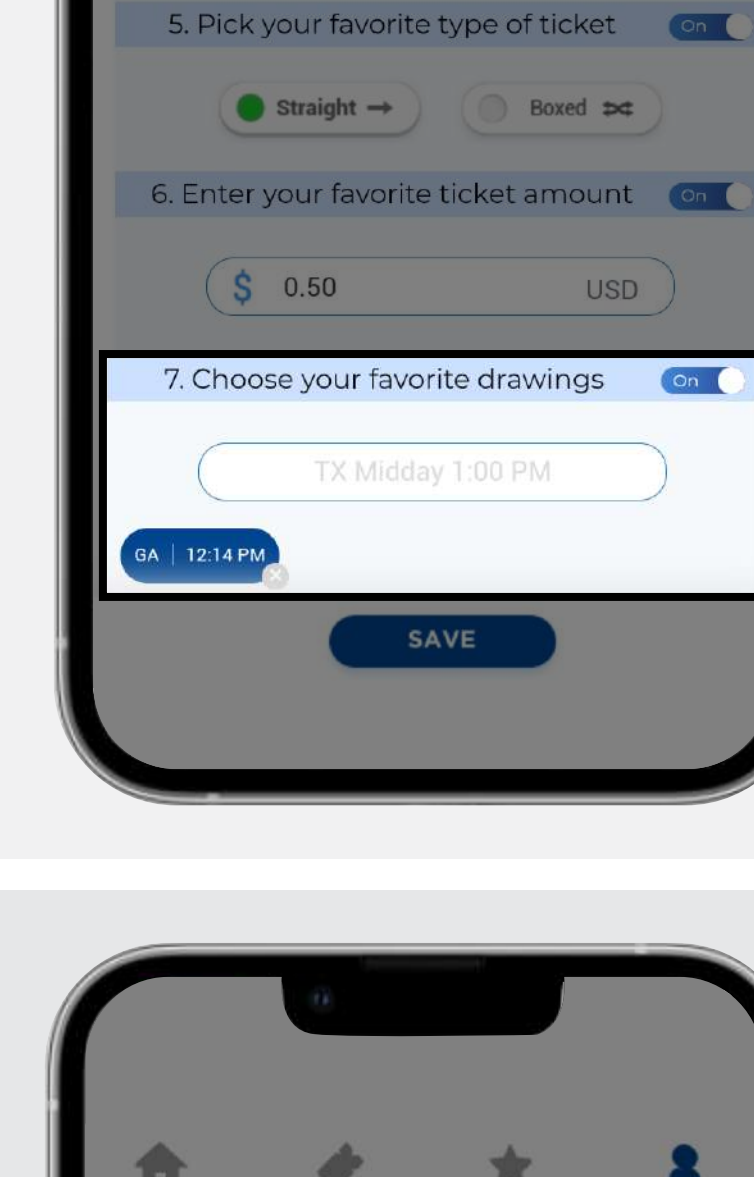 5. Pick your favorite type of ticket On
Straight Boxed
6. Enter your favorite ticket amount On
$ 0.50 USD
7. Choose your favorite drawings On
TX Midday 1:00 PM
GA | 12:14 PM
SAVE